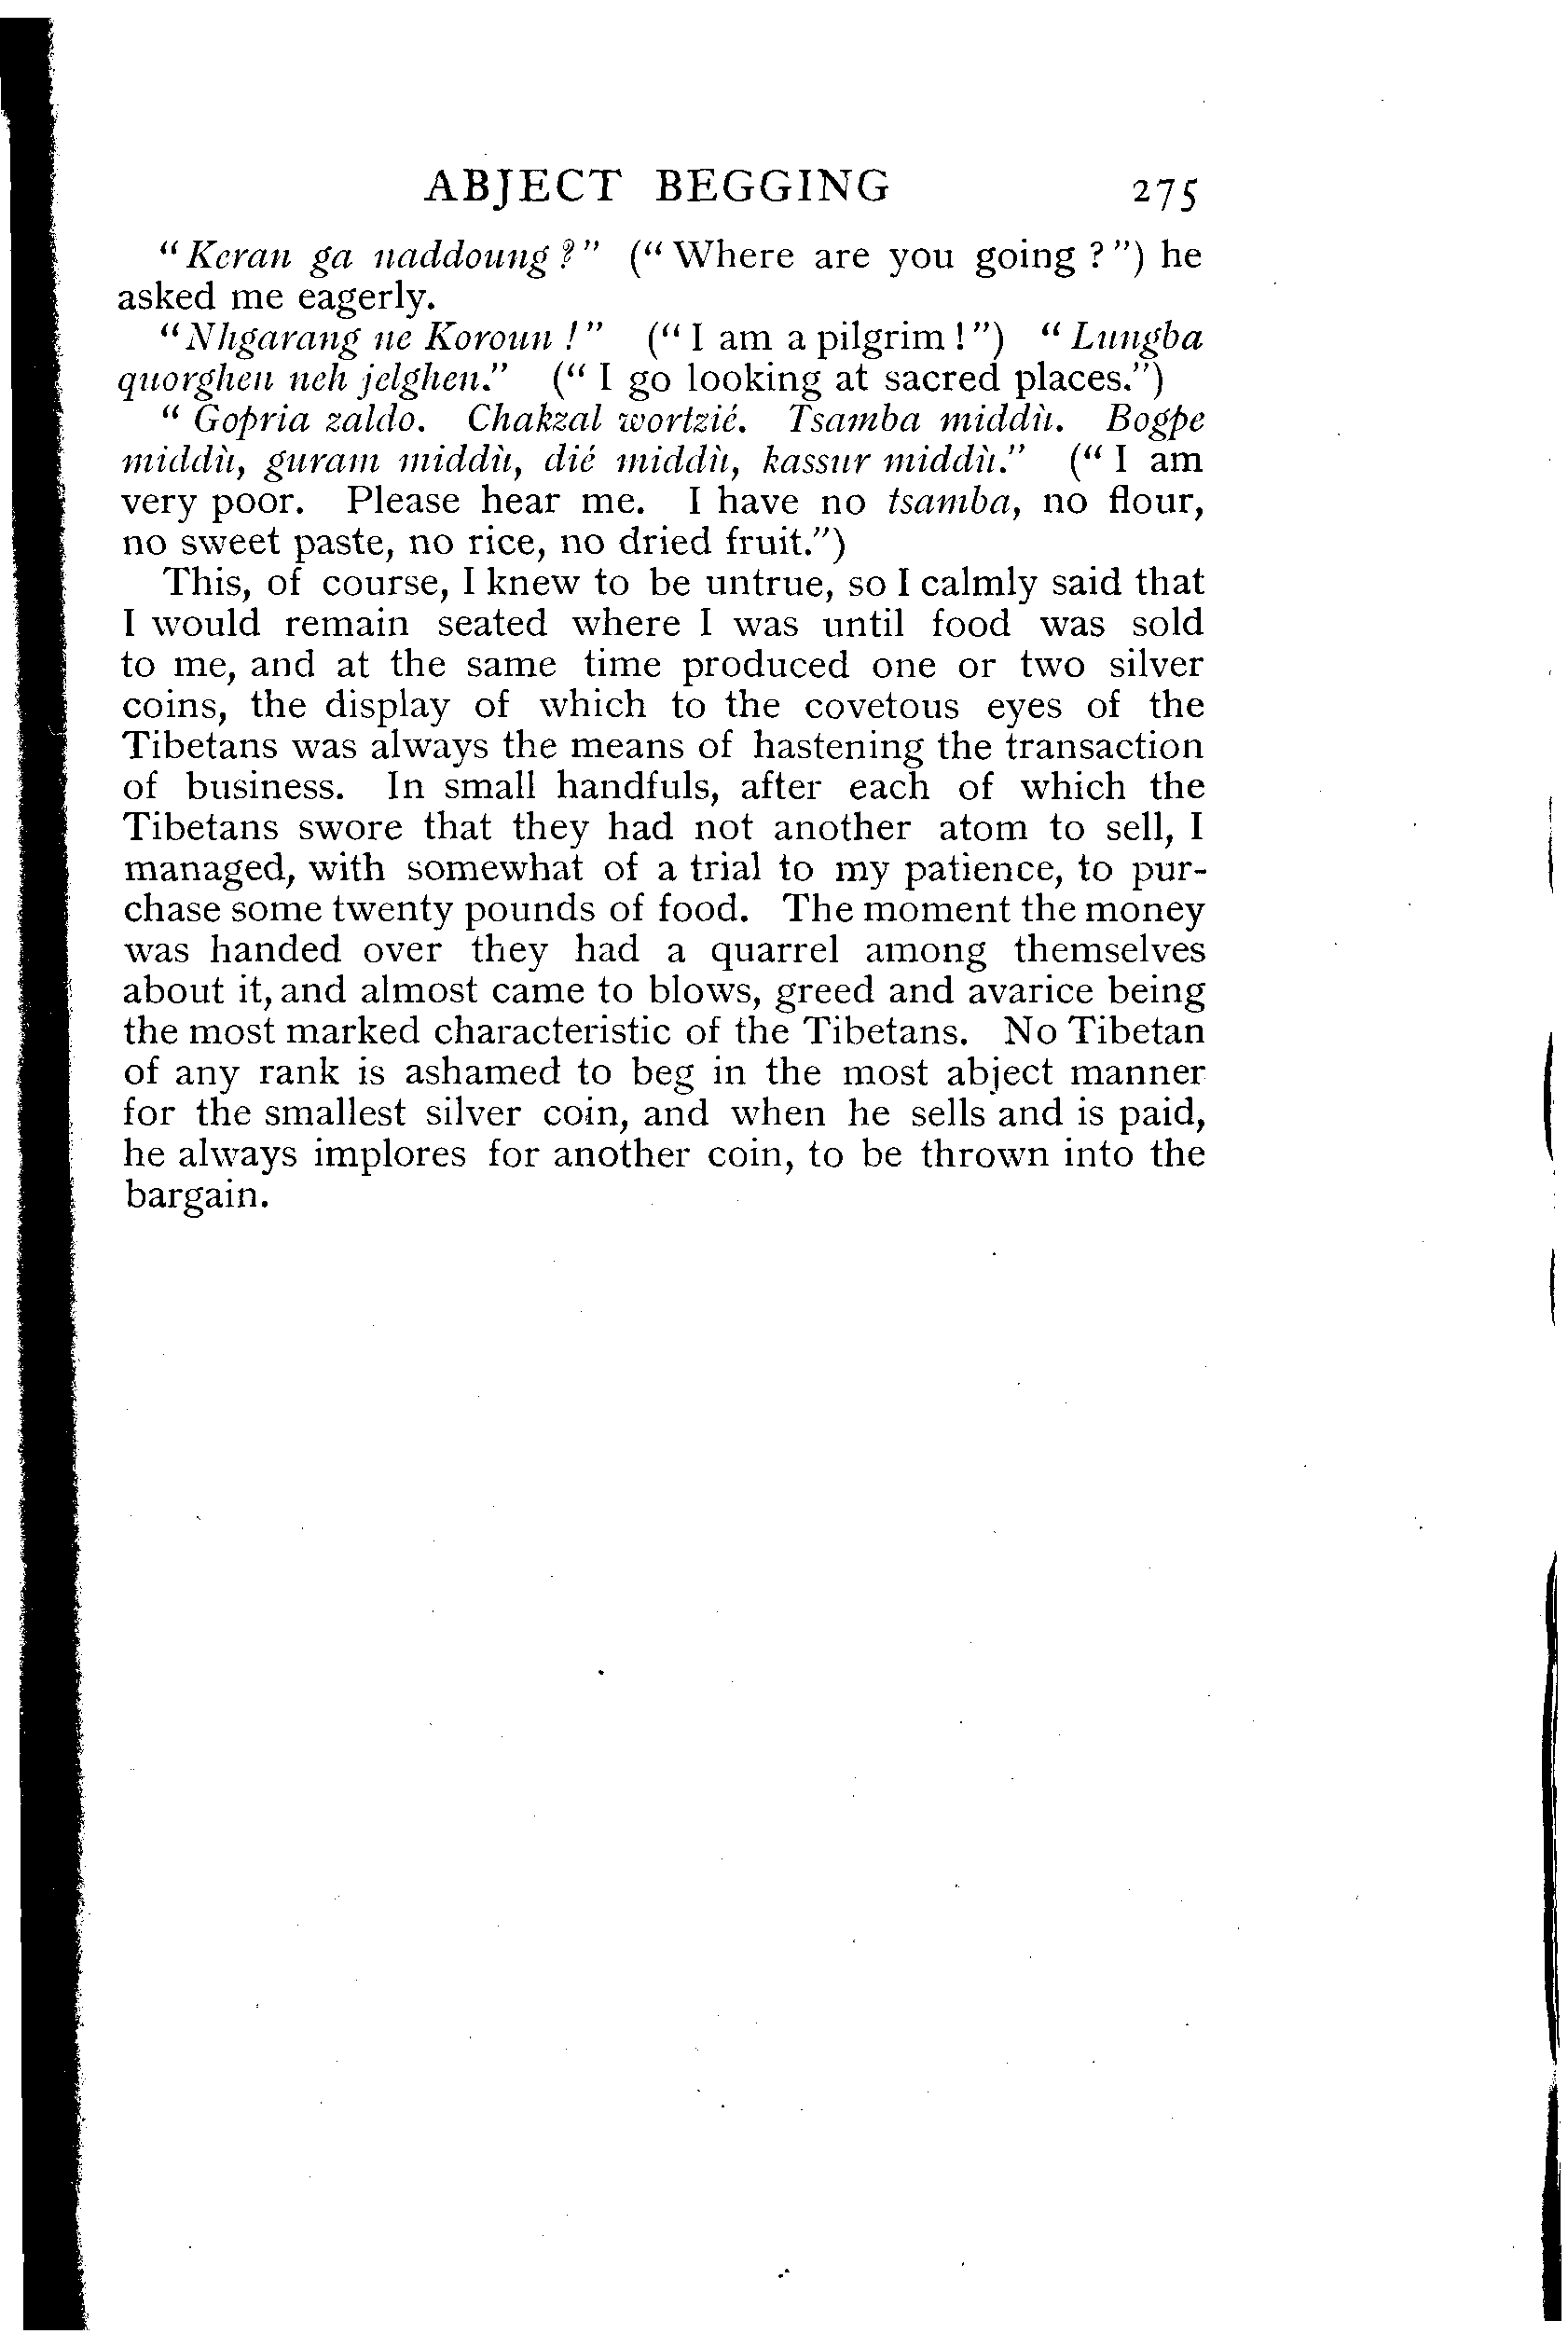 ABJECT BEGGING 275
"Keran ga naddoung?" ("Where are you going?") he
asked me eagerly.
"Nhgarang ne Koroun!" ("I am a pilgrim!") "Lungba
quorghen neh jelghen." ("I go looking at sacred places.")
"Gopria zaldo. Chakzal wortzié. Tsamba middù. Bogpe
middù, guram middù, dié middù, kassur middù." ("I am
very poor. Please hear me. I have no tsamba, no flour,
no sweet paste, no rice, no dried fruit.")
This, of course, I knew to be untrue, so I calmly said that
I would remain seated where I was until food was sold
to me, and at the same time produced one or two silver
coins, the display of which to the covetous eyes of the
Tibetans was always the means of hastening the transaction
of business. In small handfuls, after each of which the
Tibetans swore that they had not another atom to sell, I
managed, with somewhat of a trial to my patience, to pur-
chase some twenty pounds of food. The moment the money
was handed over they had a quarrel among themselves
about it, and almost came to blows, greed and avarice being
the most marked characteristic of the Tibetans. No Tibetan
of any rank is ashamed to beg in the most abject manner
for the smallest silver coin, and when he sells and is paid,
he always implores for another coin, to be thrown into the
bargain.